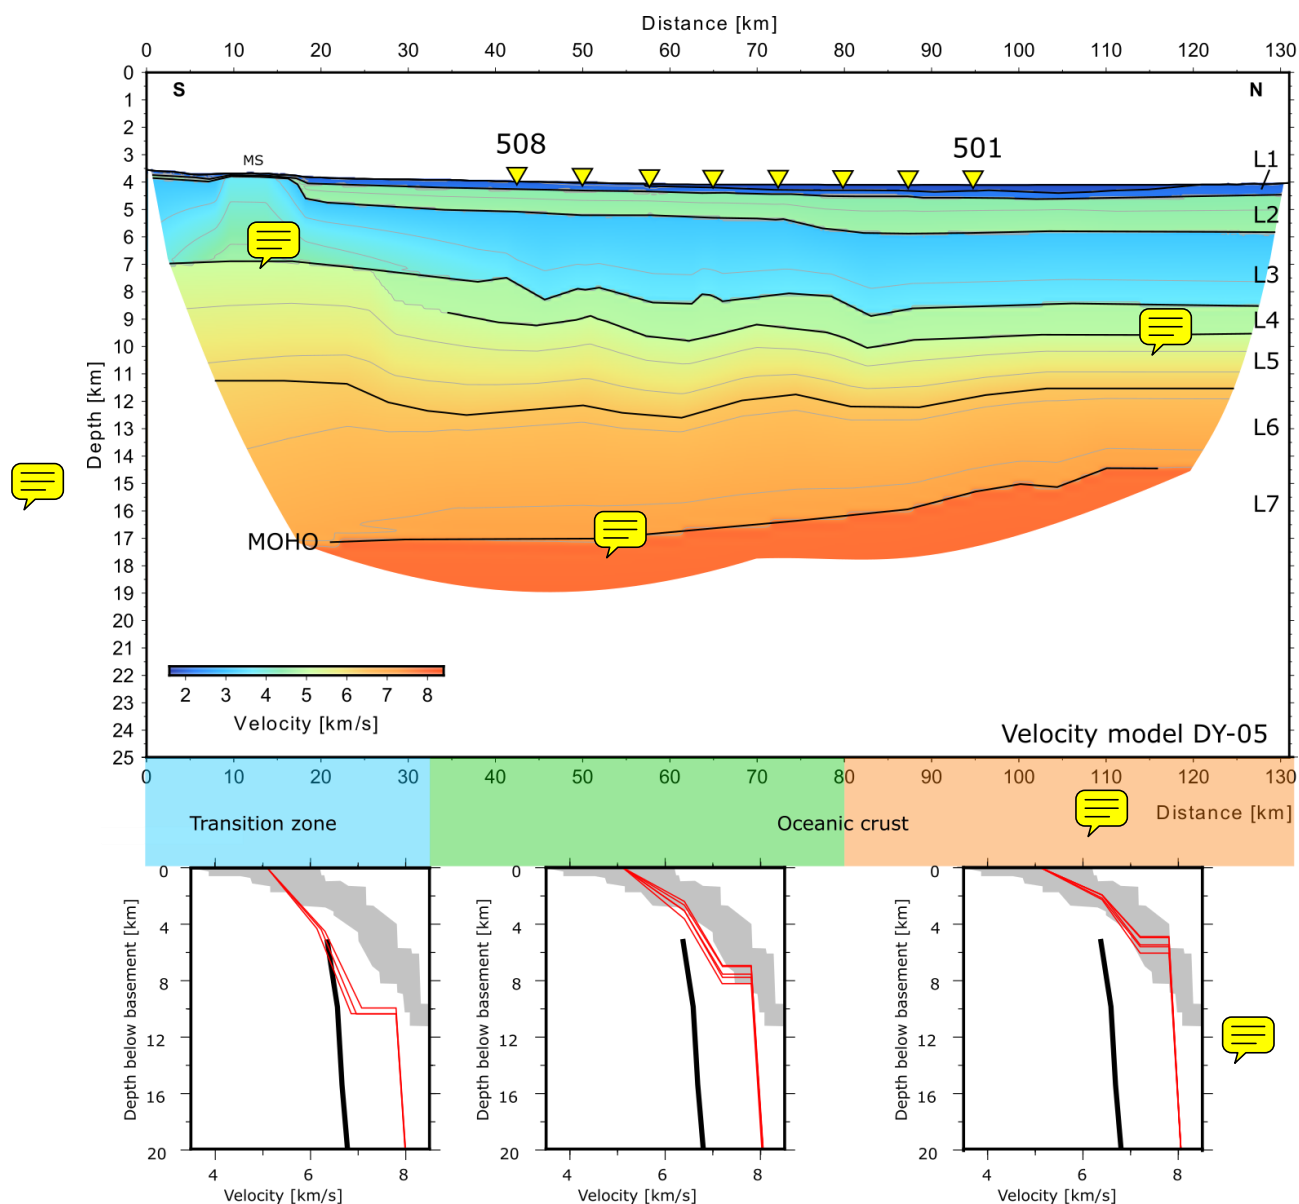 Distance [km]
0 10 20 30 40 50 60 70 80 90 100 110 120 130
0
1
2
3
4
5
6
7
8
9
10
11
12
13
14
15
16
17
18
19
20
21
22
23
24
25
Depth [km]
S
N
MS
508
501
L1
L2
L3
L4
L5
L6
L7
MOHO
2 3 4 5 6 7 8
Velocity [km/s]
Velocity model DY-05
0 10 20 30 40 50 60 70 80 90 100 110 120 130
Distance [km]
Transition zone
Oceanic crust
Depth below basement [km]
0
4
8
12
16
20
4 6 8
Velocity [km/s]
Depth below basement [km]
0
4
8
12
16
20
4 6 8
Velocity [km/s]
Depth below basement [km]
0
4
8
12
16
20
4 6 8
Velocity [km/s]